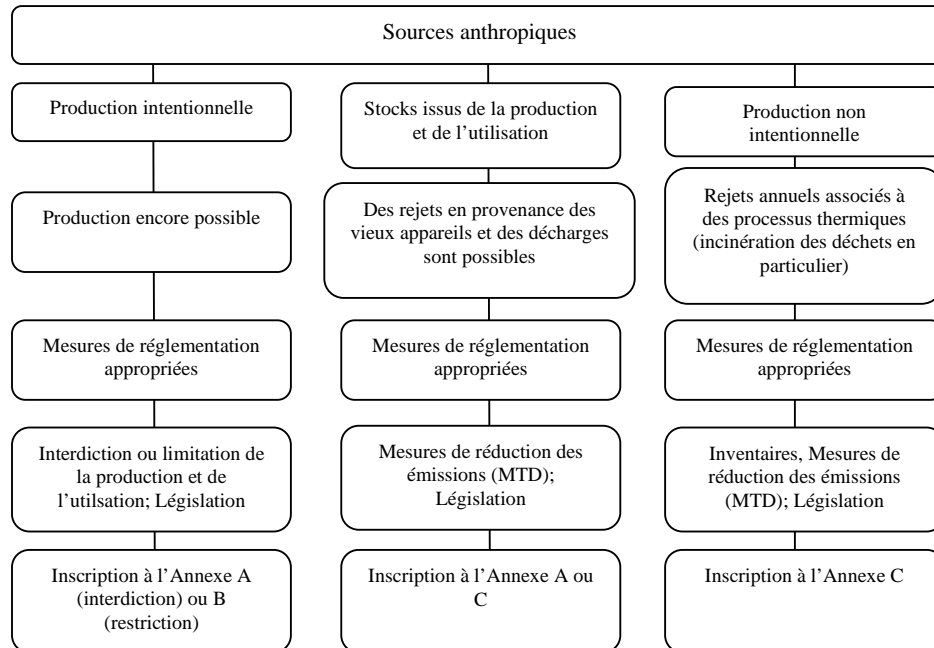 Sources anthropiques
Production intentionnelle
Production encore possible
Mesures de réglementation
appropriées
Interdiction ou limitation de
la production et de
l’utilsation; Législation
Inscription à l’Annexe A
(interdiction) ou B
(restriction)
Stocks issus de la production
et de l’utilisation
Des rejets en provenance des
vieux appareils et des décharges
sont possibles
Mesures de réglementation
appropriées
Mesures de réduction des
émissions (MTD);
Législation
Inscription à l’Annexe A ou
C
Production non
intentionnelle
Rejets annuels associés à
des processus thermiques
(incinération des déchets en
particulier)
Mesures de réglementation
appropriées
Inventaires, Mesures de
réduction des émissions
(MTD); Législation
Inscription à l’Annexe C